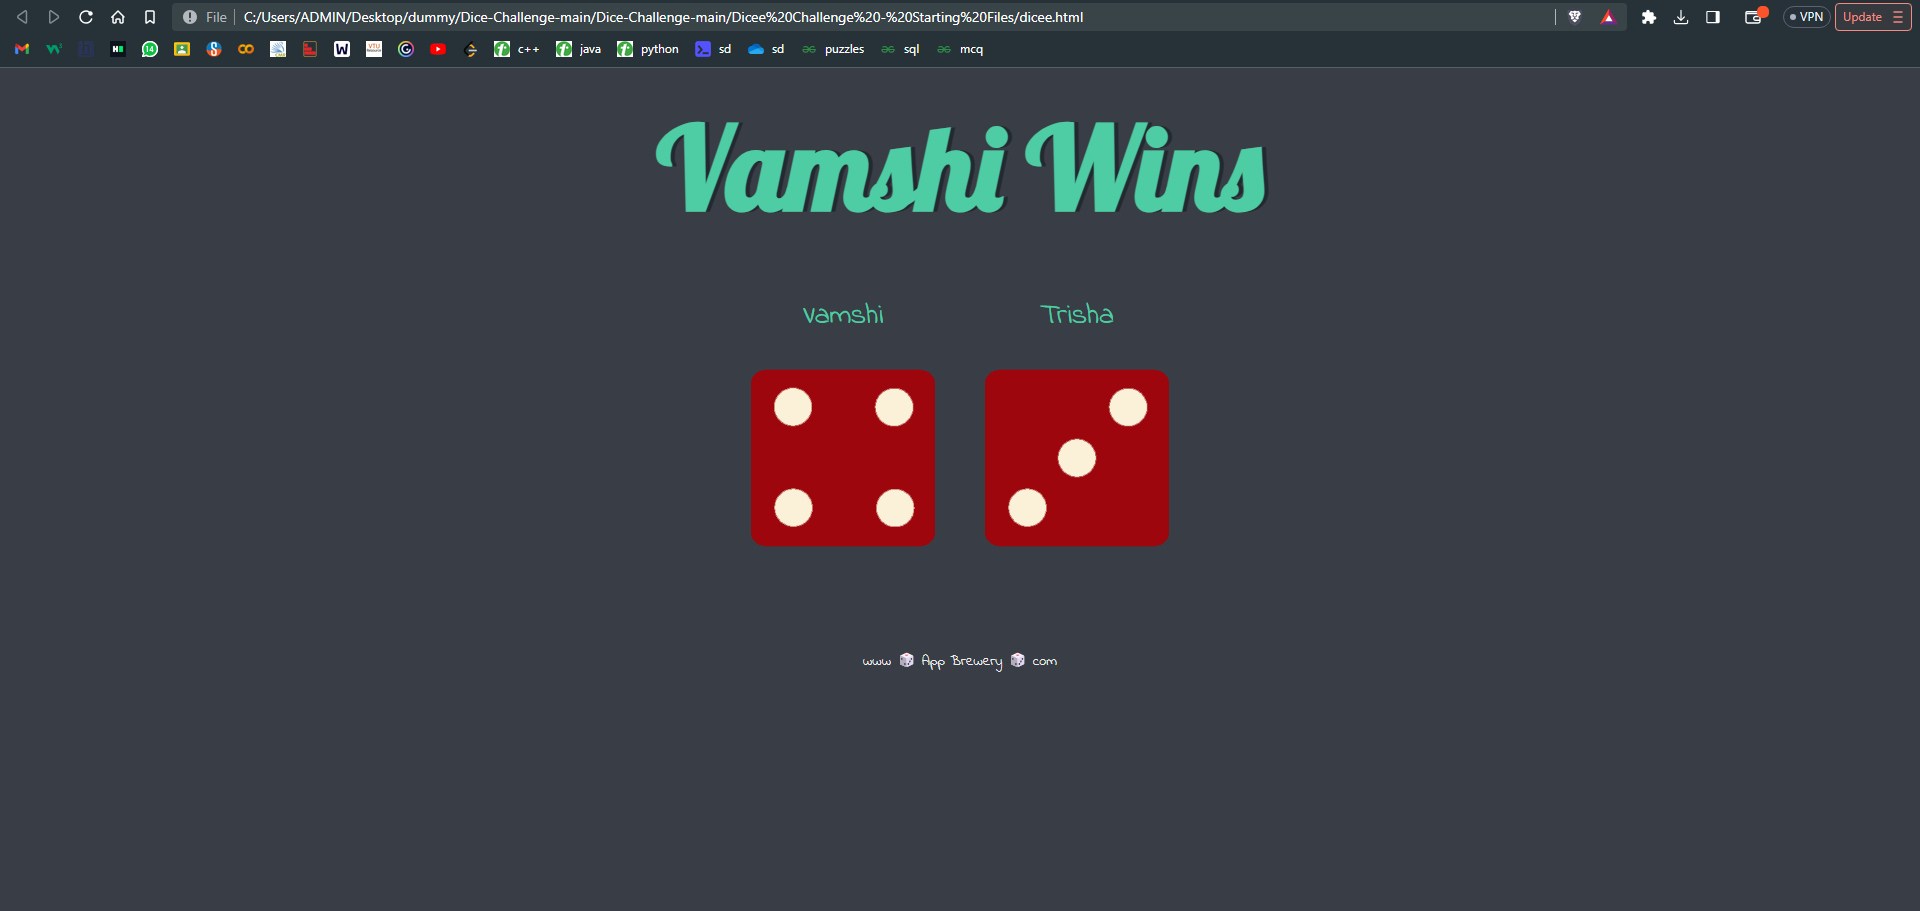 File C:/Users/ADMIN/Desktop/dummy/Dice-Challenge-main/Dice-Challenge-main/Dicee%20Challenge%20-%20Starting%20Files/dicee.html VPN Update
14 c++ java python sd sd puzzles sql mcq
Vamshi Wins
Vamshi Trisha
www App Brewery com